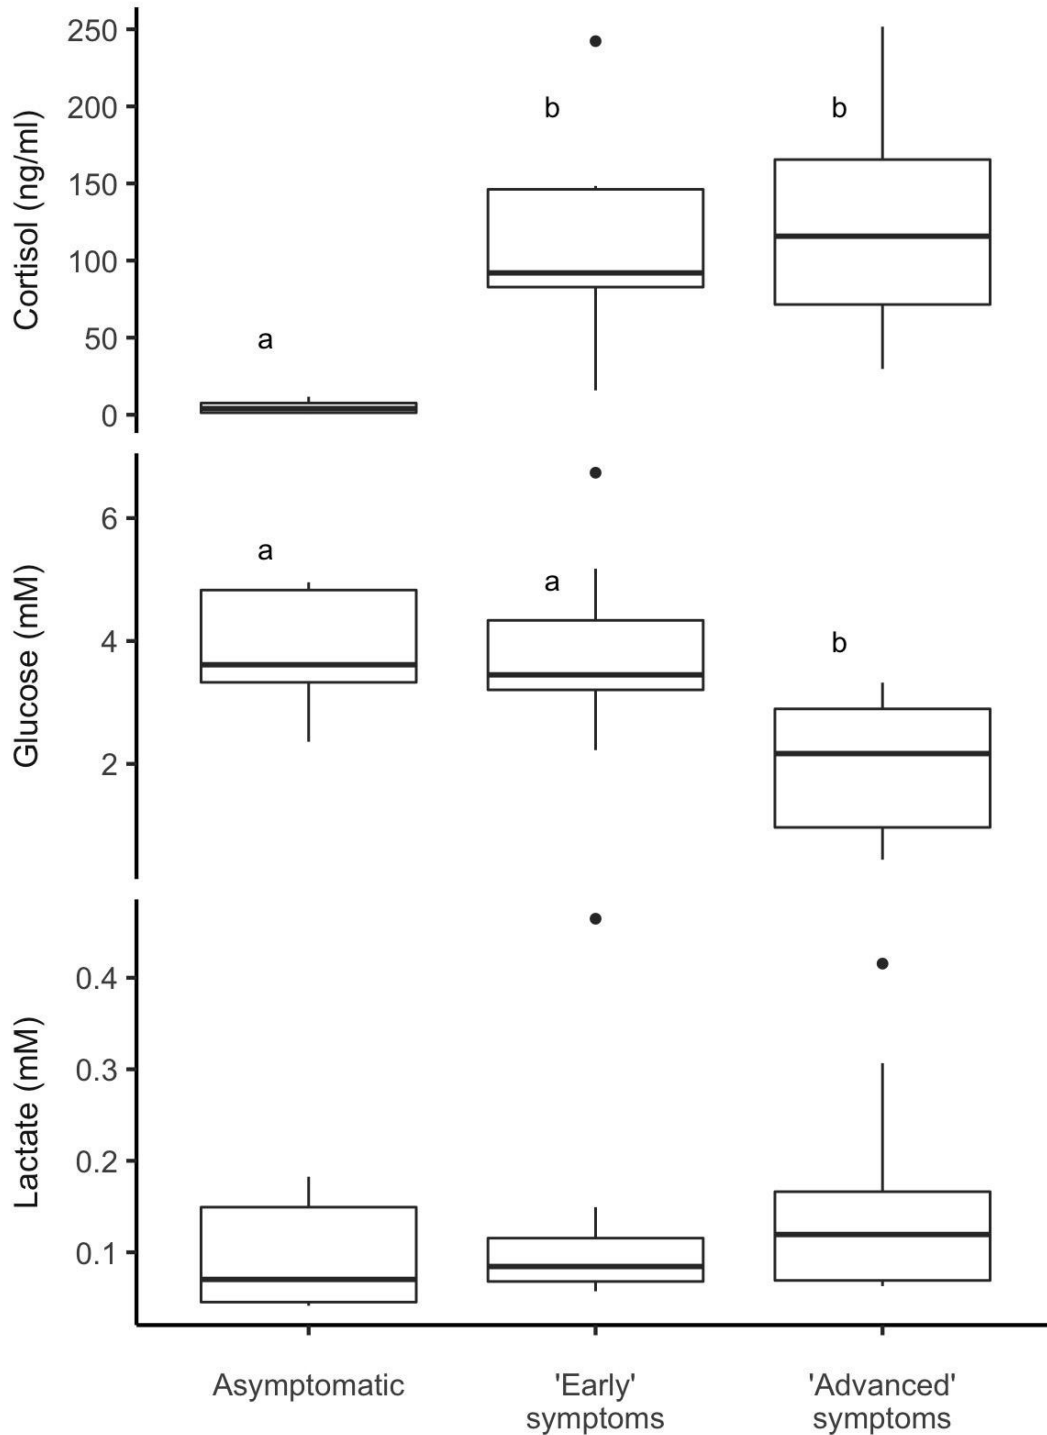 Cortisol (ng/ml)
250
200
150
100
50
0
a
b
b
Glucose (mM)
6
4
2
a
a
b
Lactate (mM)
0.4
0.3
0.2
0.1
Asymptomatic
'Early'
symptoms
'Advanced'
symptoms